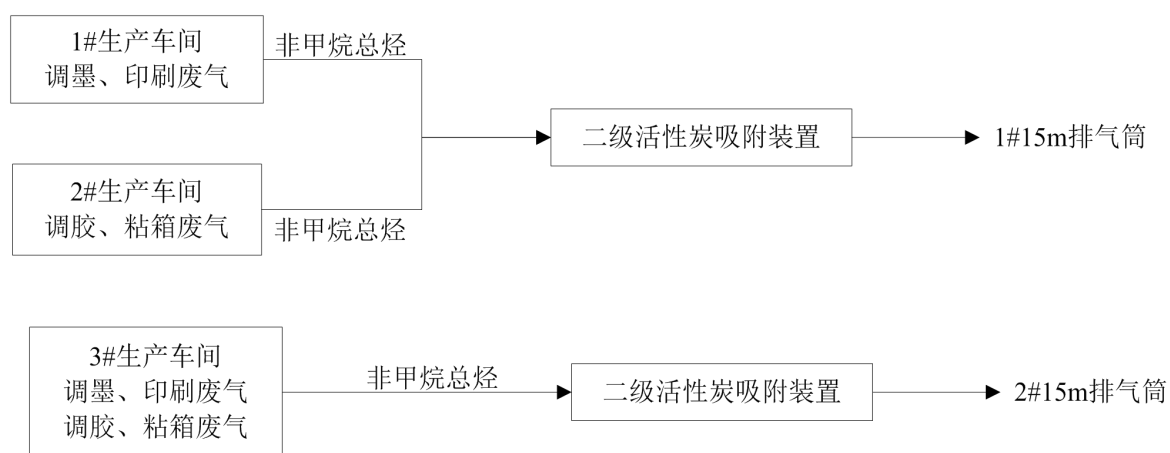 1#生产车间
调墨、印刷废气
非甲烷总烃
2#生产车间
调胶、粘箱废气
非甲烷总烃
二级活性炭吸附装置
1#15m排气筒
3#生产车间
调墨、印刷废气
调胶、粘箱废气
非甲烷总烃
二级活性炭吸附装置
2#15m排气筒